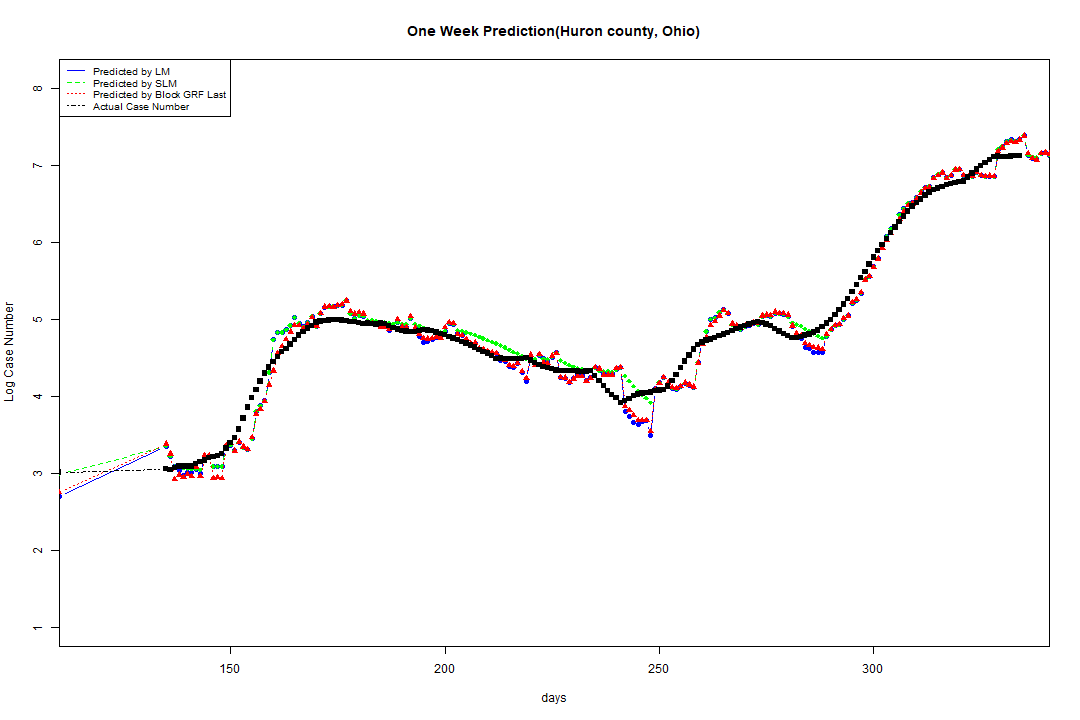 One Week Prediction(Huron county, Ohio)
Predicted by LM
Predicted by SLM
Predicted by Block GRF Last
Actual Case Number
8
7
6
5
4
3
2
1
Log Case Number
150 200 250 300
days